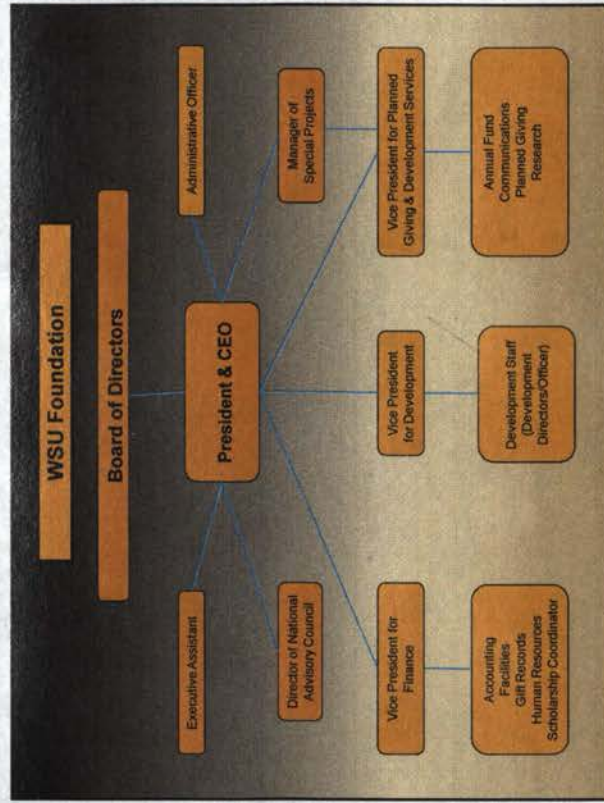 WSU Foundation
Board of Directors
President & CEO
Executive Assistant
Administrative Officer
Director of National
Advisory Council
Manager of
Special Projects
Vice President for
Finance
Vice President
for Development
Vice President for Planned
Giving & Development Services
Accounting
Facilities
Gift Records
Human Resources
Scholarship Coordinator
Development Staff
(Development
Directors/Officer)
Annual Fund
Communications
Planned Giving
Research